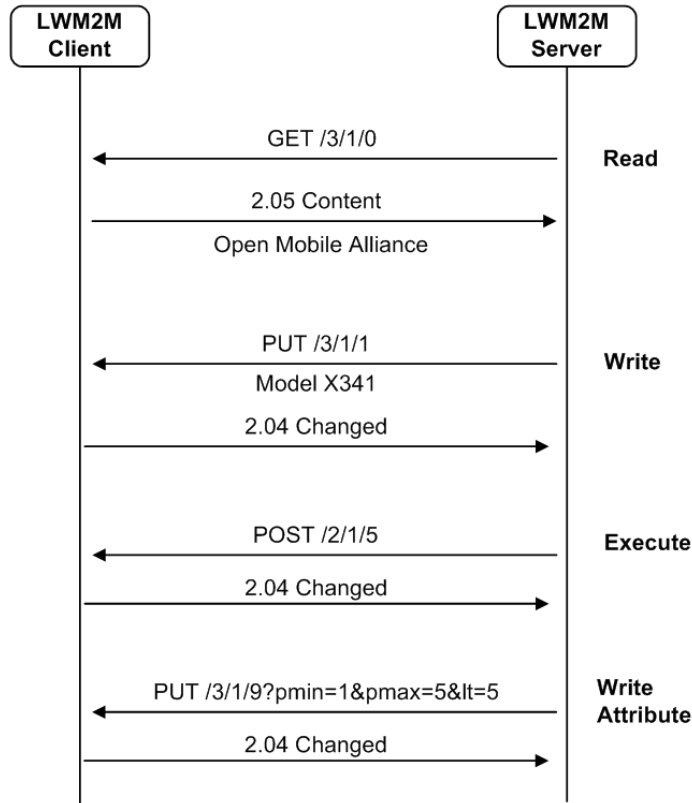 LWM2M
Client
LWM2M
Server
GET /3/1/0
Read
2.05 Content
Open Mobile Alliance
PUT /3/1/1
Write
Model X341
2.04 Changed
POST /2/1/5
Execute
2.04 Changed
PUT /3/1/9?pmin=1&pmax=5&lt=5
Write
Attribute
2.04 Changed